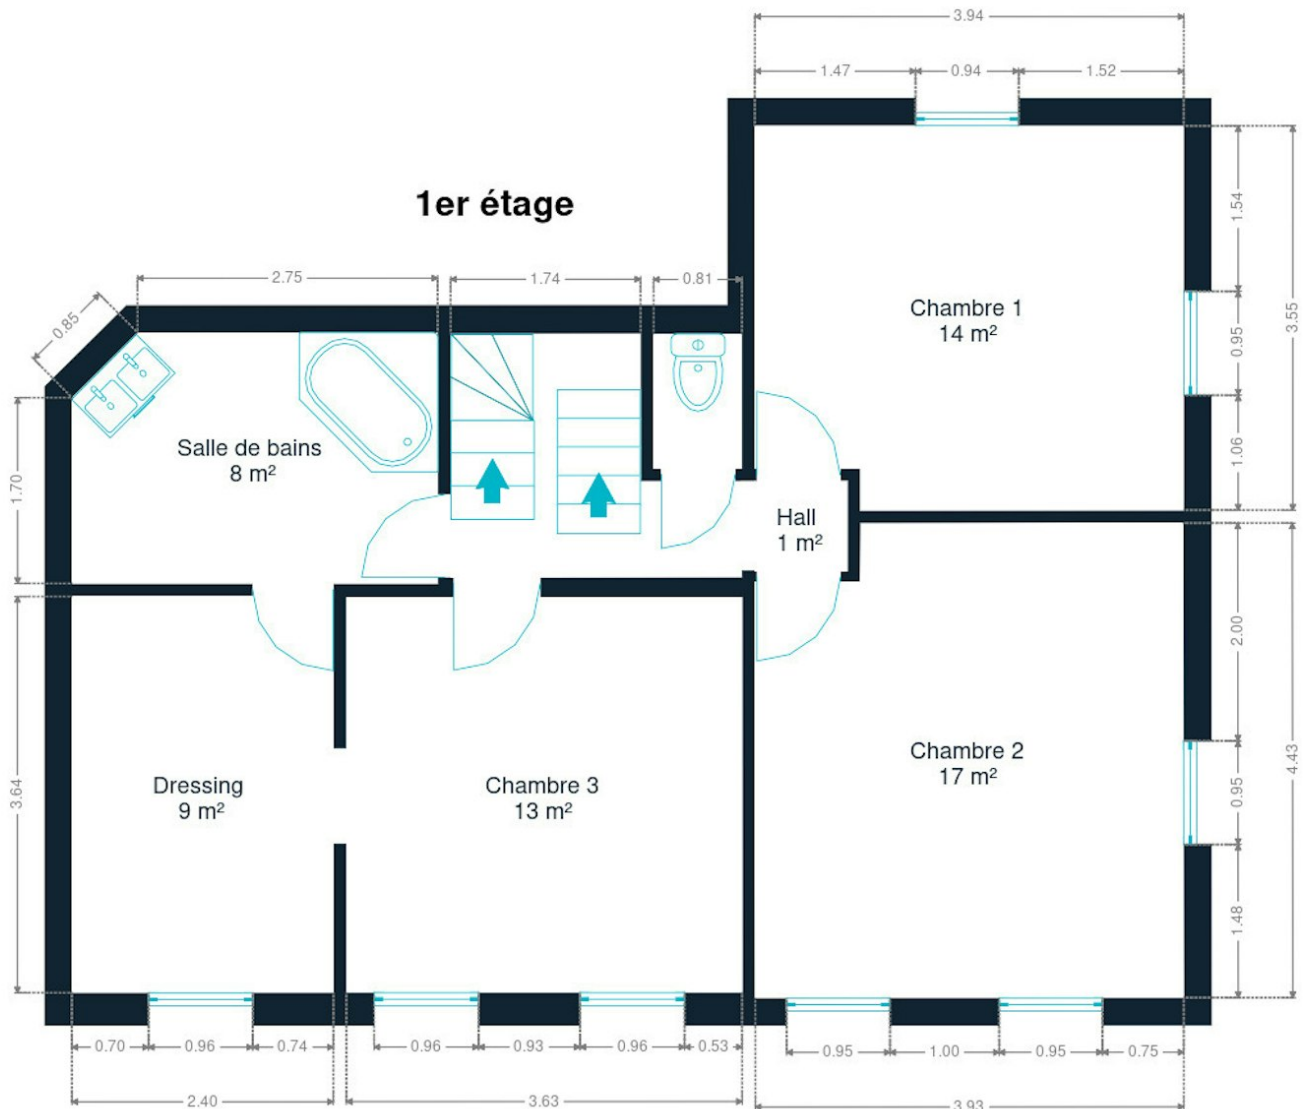 3.94
1.47
0.94
1.52
1er étage
1.54
2.75
1.74
0.81
0.85
Chambre 1
14 m²
0.95
3.55
Salle de bains
8 m²
1.06
1.70
Hall
1 m²
2.00
Chambre 2
17 m²
4.43
Dressing
9 m²
Chambre 3
13 m²
3.64
0.95
1.48
0.70
0.96
0.74
0.96
0.93
0.96
0.53
0.95
1.00
0.95
0.75
2.40
3.63
3.93